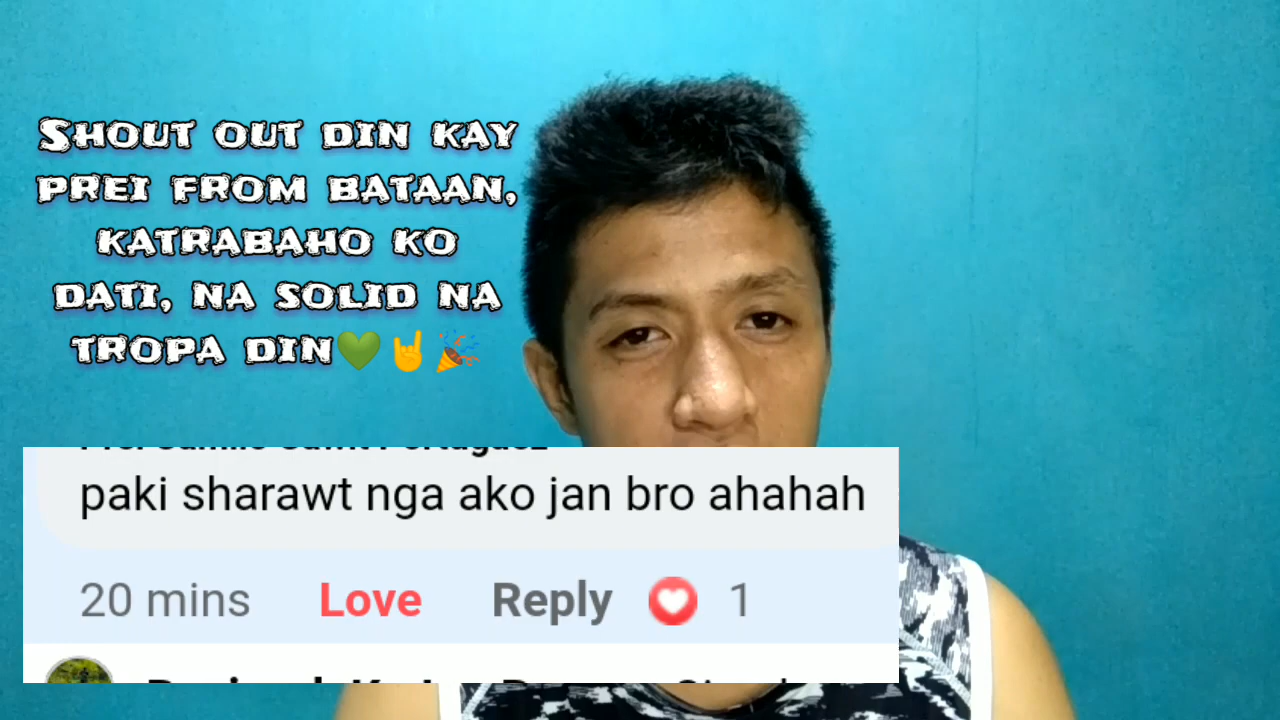 Shout out din kay
prei from bataan,
katrabaho ko
dati, na solid na
tropa din💚🤘🎉
paki sharawt nga ako jan bro ahahah
20 mins Love Reply 1